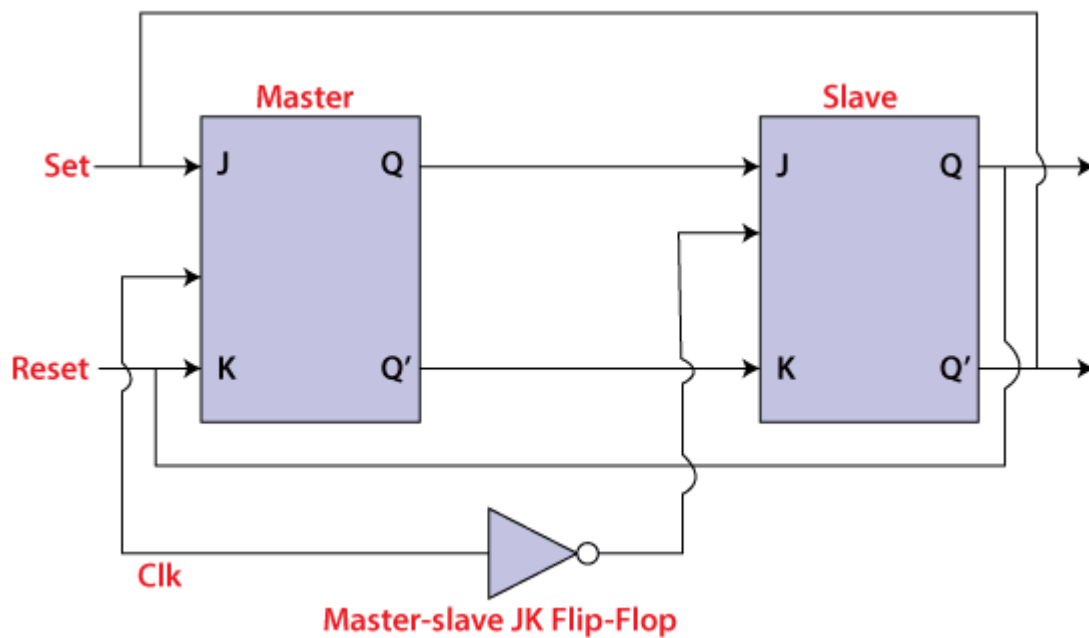 Master
Slave
Set
J
Q
J
Q
Reset
K
Q’
K
Q’
Clk
Master-slave JK Flip-Flop